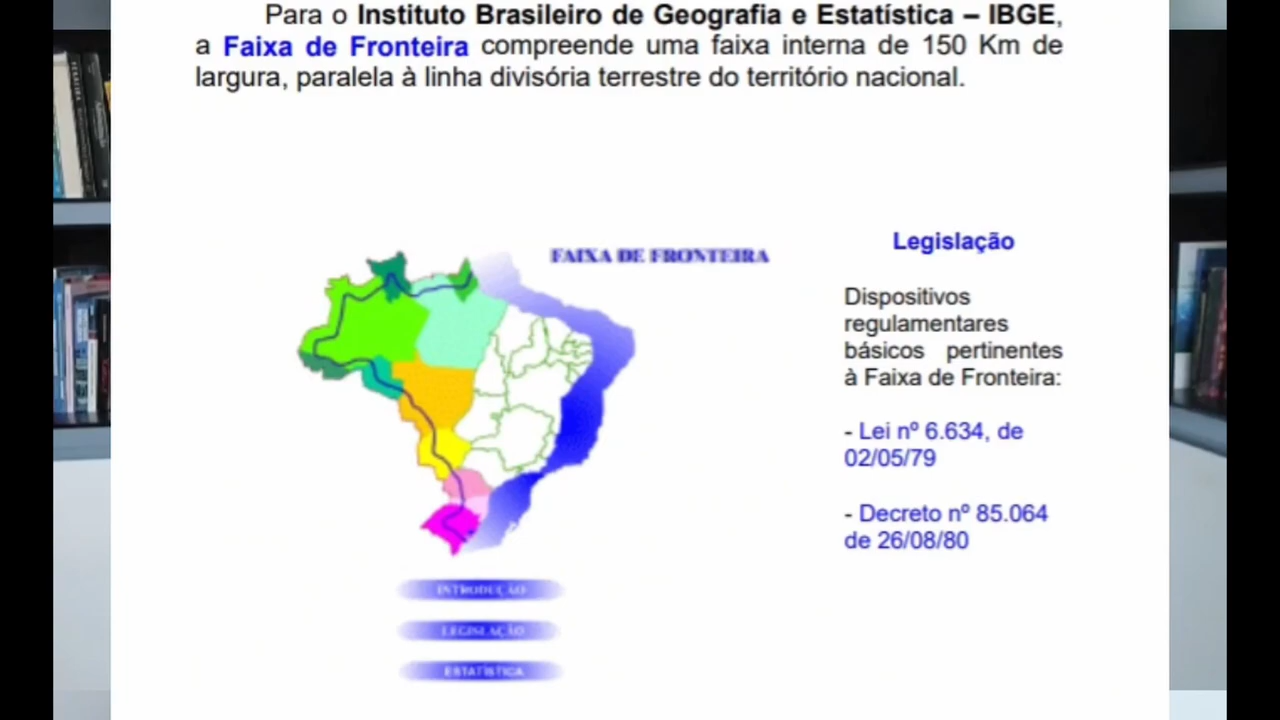 Para o Instituto Brasileiro de Geografia e Estatística – IBGE,
a Faixa de Fronteira compreende uma faixa interna de 150 Km de
largura, paralela à linha divisória terrestre do território nacional.
FAIXA DE FRONTEIRA
Legislação
Dispositivos
regulamentares
básicos pertinentes
à Faixa de Fronteira:
- Lei nº 6.634, de
02/05/79
- Decreto nº 85.064
de 26/08/80
INTRODUÇÃO
LEGISLAÇÃO
ESTATÍSTICA